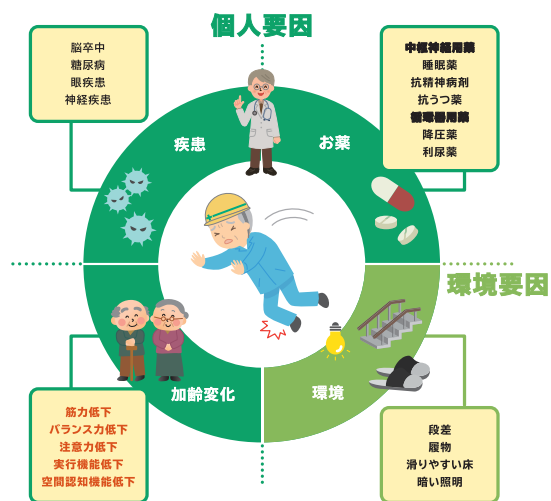 個人要因
脳卒中
糖尿病
眼疾患
神経疾患
中枢神経用薬
睡眠薬
抗精神病剤
抗うつ薬
循環器用薬
降圧薬
利尿薬
疾患
お薬
環境要因
加齢変化
環境
筋力低下
バランス力低下
注意力低下
実行機能低下
空間認知機能低下
段差
履物
滑りやすい床
暗い照明